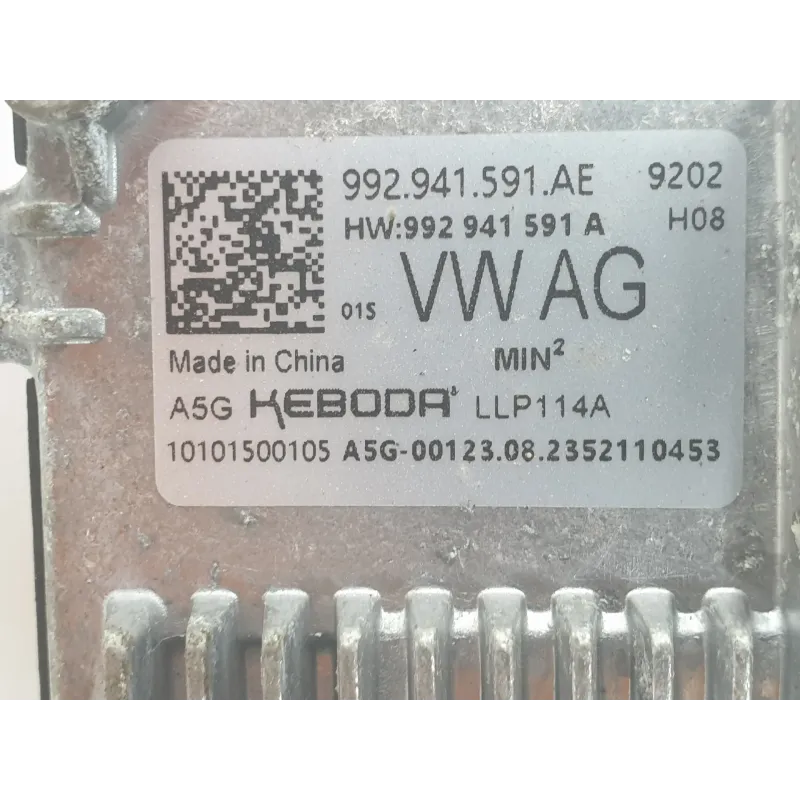 992.941.591.AE 9202
HW:992 941 591 A H08
01S VW AG
Made in China MIN²
A5G KEBODA LLP114A
10101500105 A5G-00123.08.2352110453